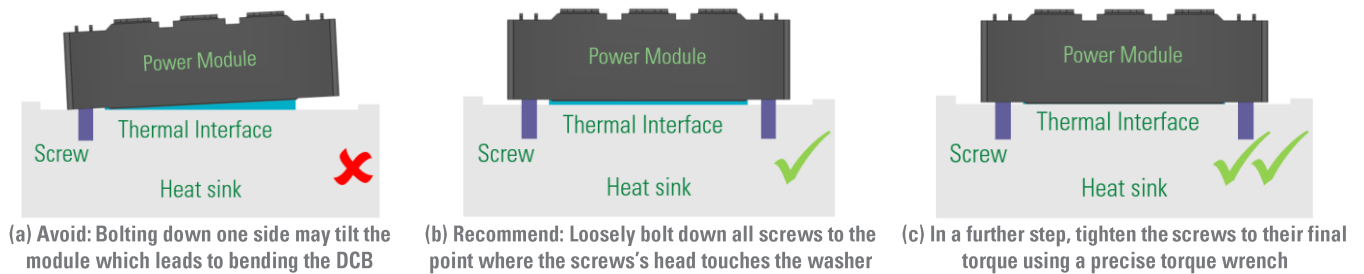 Power Module
Thermal Interface
Screw
Heat sink
(a) Avoid: Bolting down one side may tilt the
module which leads to bending the DCB
Power Module
Thermal Interface
Screw
Heat sink
(b) Recommend: Loosely bolt down all screws to the
point where the screws's head touches the washer
Power Module
Thermal Interface
Screw
Heat sink
(c) In a further step, tighten the screws to their final
torque using a precise torque wrench